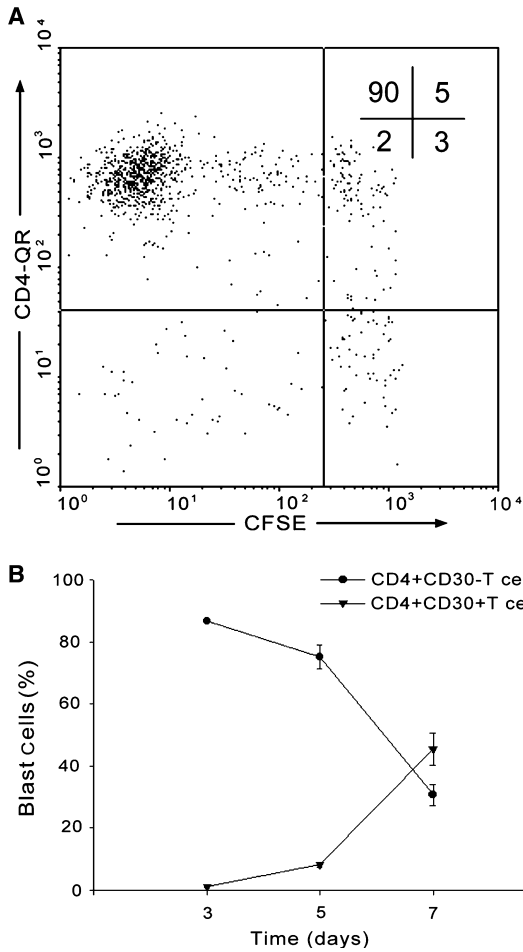 A
10⁴
10³
10²
10¹
10⁰
CD4-QR
90 5
2 3
10⁰ 10¹ 10² 10³ 10⁴
CFSE
B
CD4+CD30-T ce
CD4+CD30+T ce
100
80
60
40
20
0
Blast cells (%)
3 5 7
Time (days)